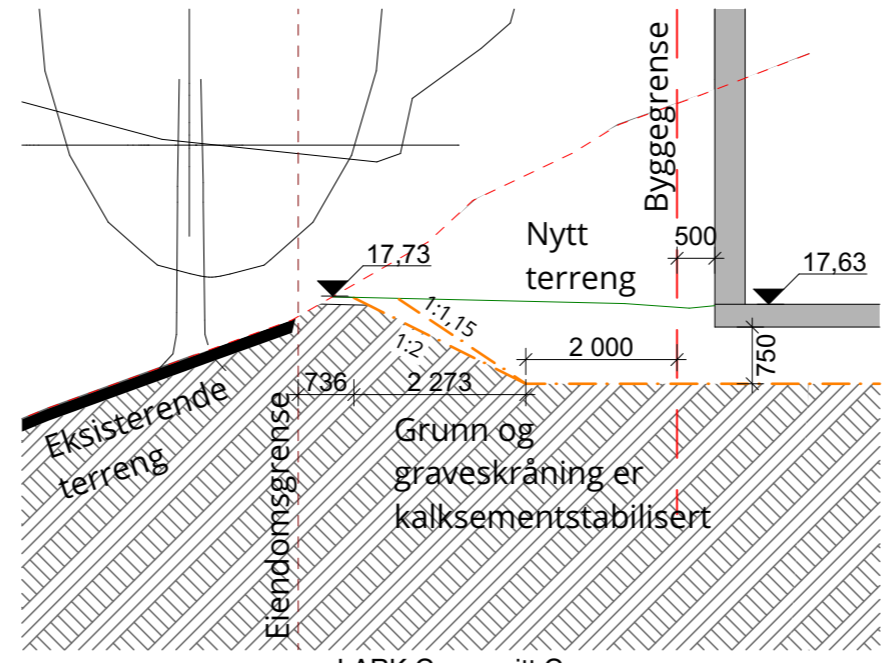 Byggegrense
Nytt
terreng
500
17,73
17,63
1:1,15
1:2
2 000
750
736
2 273
Eksisterende
terreng
Eiendomsgrense
Grunn og
graveskråning er
kalksementstabilisert